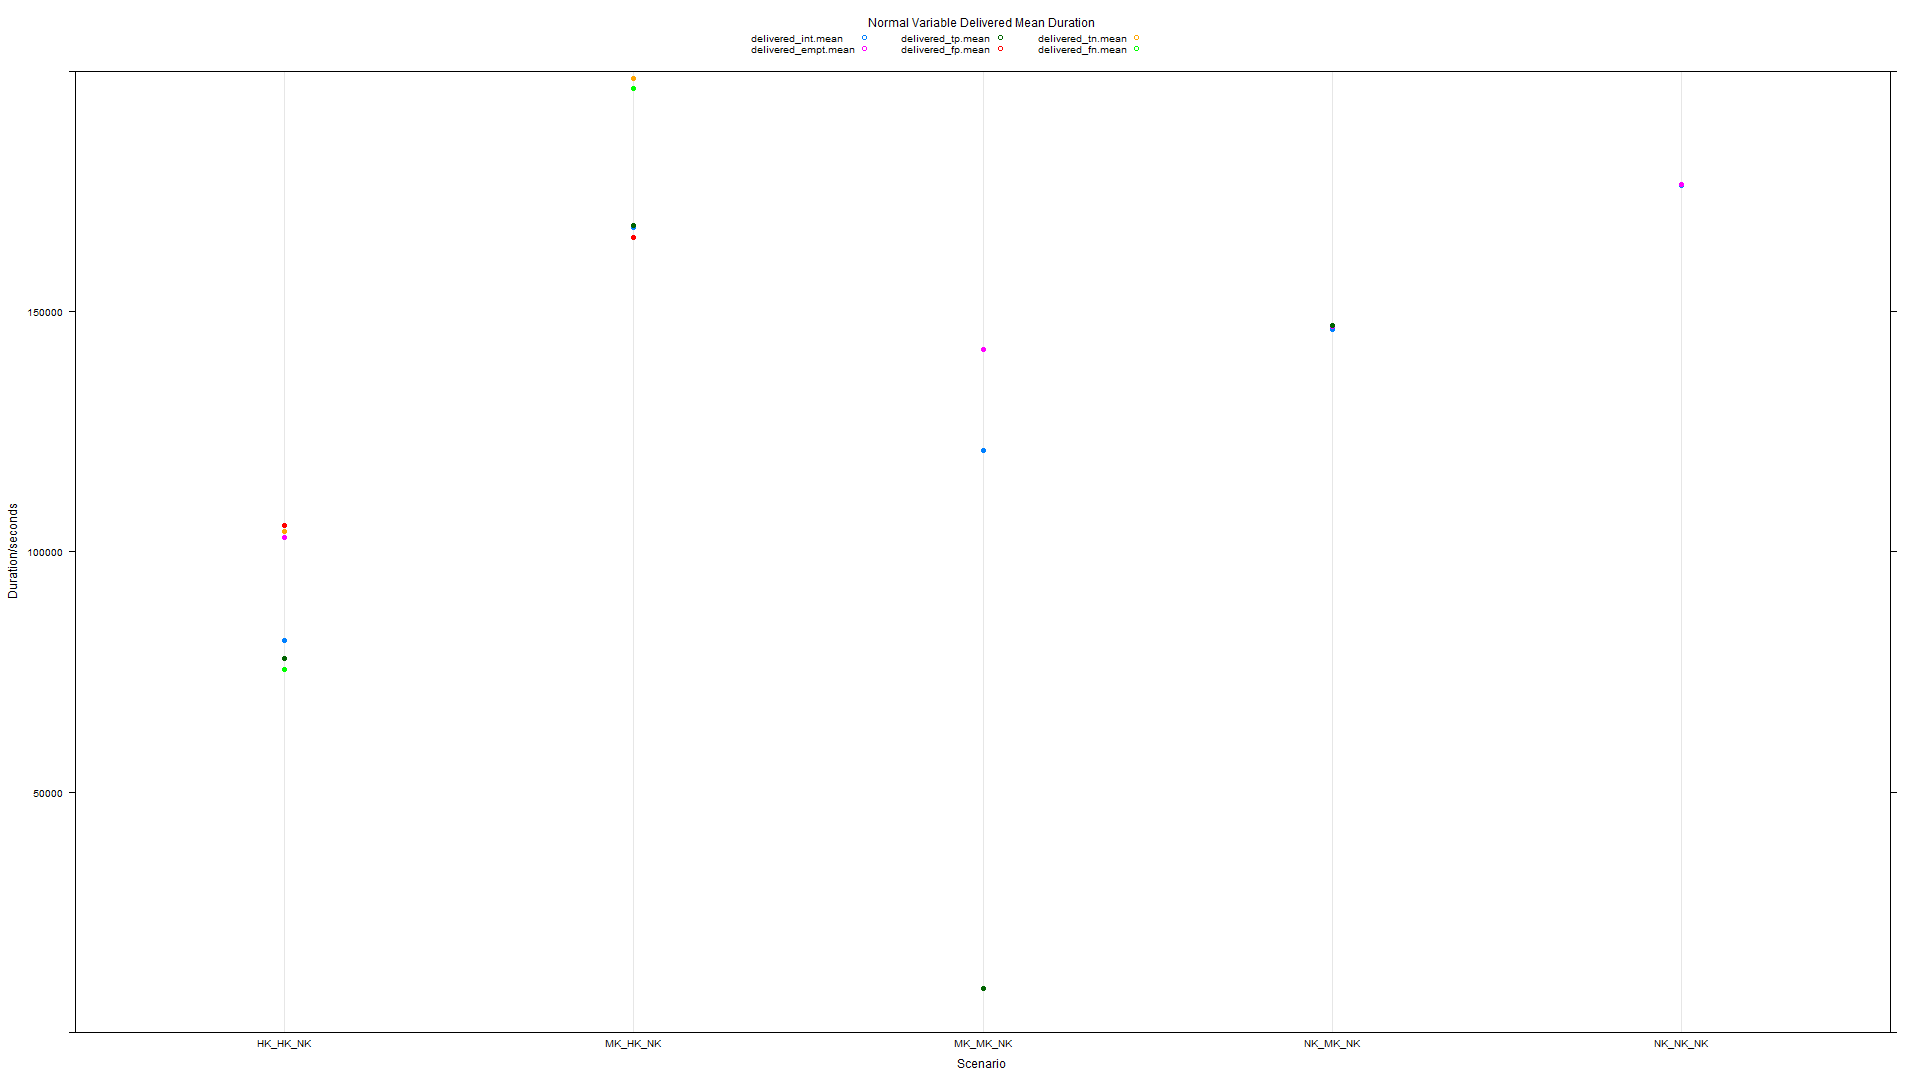 Normal Variable Delivered Mean Duration
delivered_int.mean delivered_tp.mean delivered_tn.mean
delivered_empt.mean delivered_fp.mean delivered_fn.mean
150000
100000
50000
Duration/seconds
HK_HK_NK MK_HK_NK MK_MK_NK NK_MK_NK NK_NK_NK
Scenario